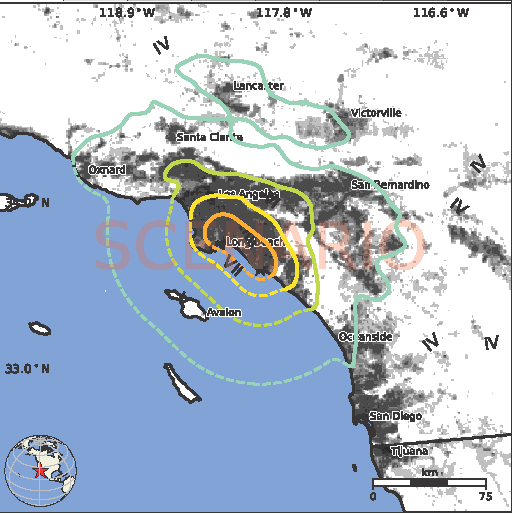 118.9°W 117.8°W 116.6°W
IV
Lancaster
Victorville
Santa Clarita
IV
Oxnard
San Bernardino
Los Angeles
N
IV
SCENARIO
Long Beach
VII
Avalon
Oceanside
IV
IV
33.0°N
San Diego
Tijuana
km
0 75